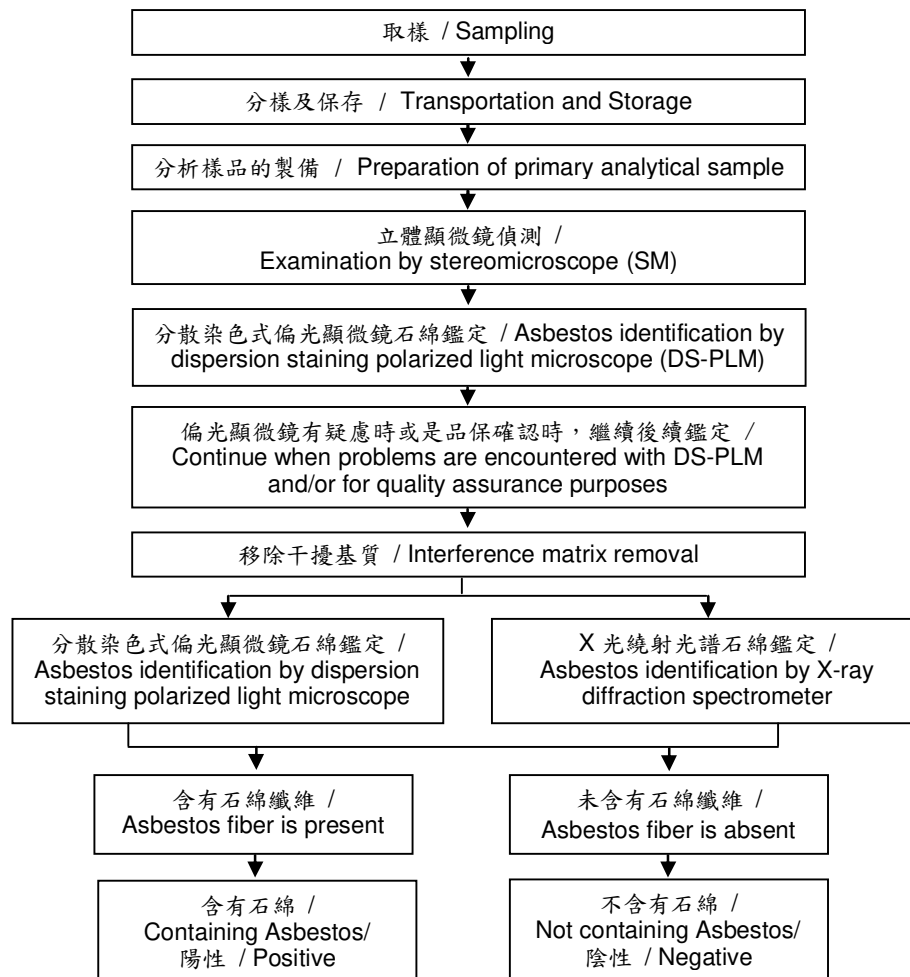 取樣 / Sampling
分樣及保存 / Transportation and Storage
分析樣品的製備 / Preparation of primary analytical sample
立體顯微鏡偵測 /
Examination by stereomicroscope (SM)
分散染色式偏光顯微鏡石綿鑑定 / Asbestos identification by
dispersion staining polarized light microscope (DS-PLM)
偏光顯微鏡有疑慮時或是品保確認時，繼續後續鑑定 /
Continue when problems are encountered with DS-PLM
and/or for quality assurance purposes
移除干擾基質 / Interference matrix removal
分散染色式偏光顯微鏡石綿鑑定 /
Asbestos identification by dispersion
staining polarized light microscope
X 光繞射光譜石綿鑑定 /
Asbestos identification by X-ray
diffraction spectrometer
含有石綿纖維 /
Asbestos fiber is present
未含有石綿纖維 /
Asbestos fiber is absent
含有石綿 /
Containing Asbestos/
陽性 / Positive
不含有石綿 /
Not containing Asbestos/
陰性 / Negative